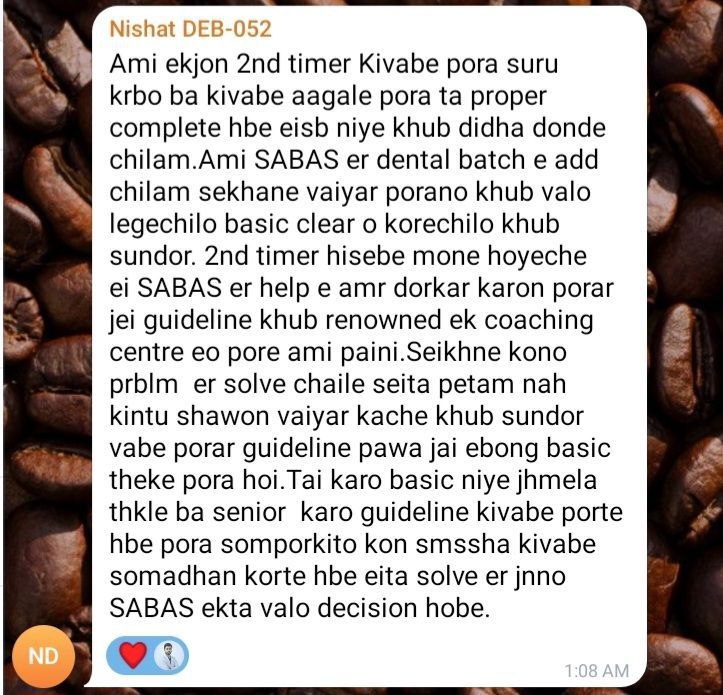 Nishat DEB-052
Ami ekjon 2nd timer Kivabe pora suru
krbo ba kivabe aagale pora ta proper
complete hbe eisb niye khub didha donde
chilam.Ami SABAS er dental batch e add
chilam sekhane vaiyar porano khub valo
legechilo basic clear o korechilo khub
sundor. 2nd timer hisebe mone hoyeche
ei SABAS er help e amr dorkar karon porar
jei guideline khub renowned ek coaching
centre eo pore ami paini.Seikhne kono
prblm er solve chaile seita petam nah
kintu shawon vaiyar kache khub sundor
vabe porar guideline pawa jai ebong basic
theke pora hoi.Tai karo basic niye jhmela
thkle ba senior karo guideline kivabe porte
hbe pora somporkito kon smssha kivabe
somadhan korte hbe eita solve er jnno
SABAS ekta valo decision hobe.
ND
1:08 AM